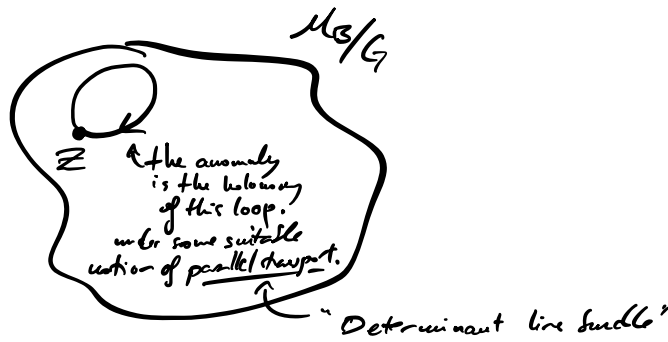 M_B/G
Z
the anomaly
is the holonomy
of this loop.
under some suitable
notion of parallel transport.
"Determinant line bundle"